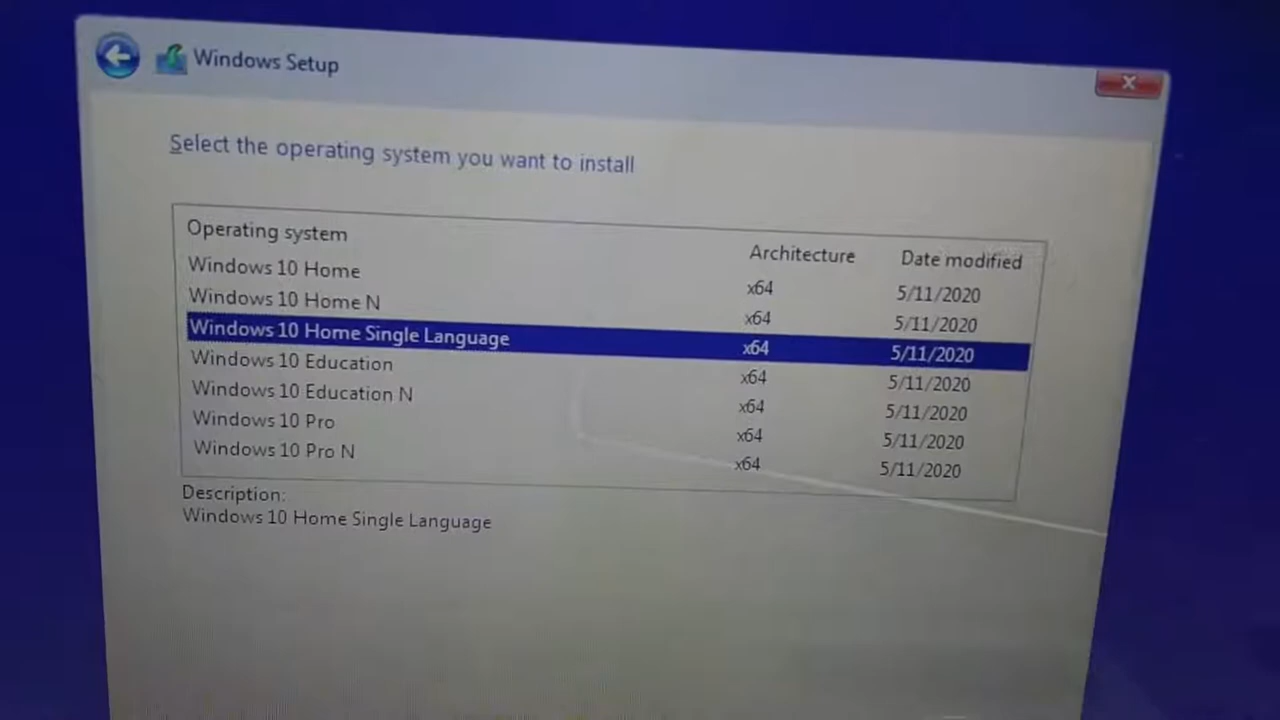 Windows Setup
Select the operating system you want to install
Operating system Architecture Date modified
Windows 10 Home x64 5/11/2020
Windows 10 Home N x64 5/11/2020
Windows 10 Home Single Language x64 5/11/2020
Windows 10 Education x64 5/11/2020
Windows 10 Education N x64 5/11/2020
Windows 10 Pro x64 5/11/2020
Windows 10 Pro N x64 5/11/2020
Description:
Windows 10 Home Single Language